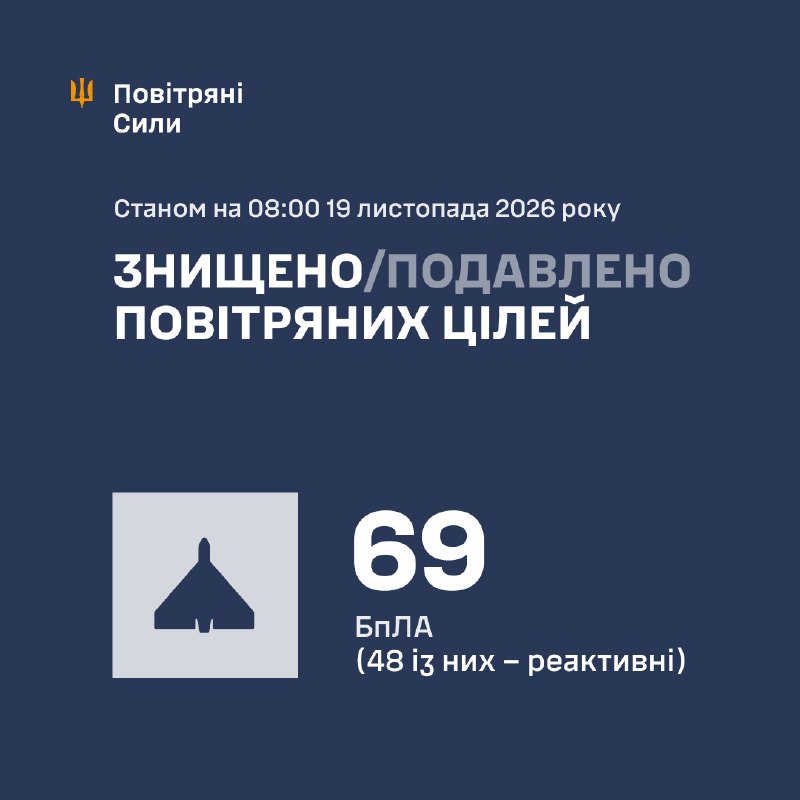 Повітряні
Сили
Станом на 08:00 19 листопада 2026 року
ЗНИЩЕНО/ПОДАВЛЕНО
ПОВІТРЯНИХ ЦІЛЕЙ
69
БпЛА
(48 із них – реактивні)